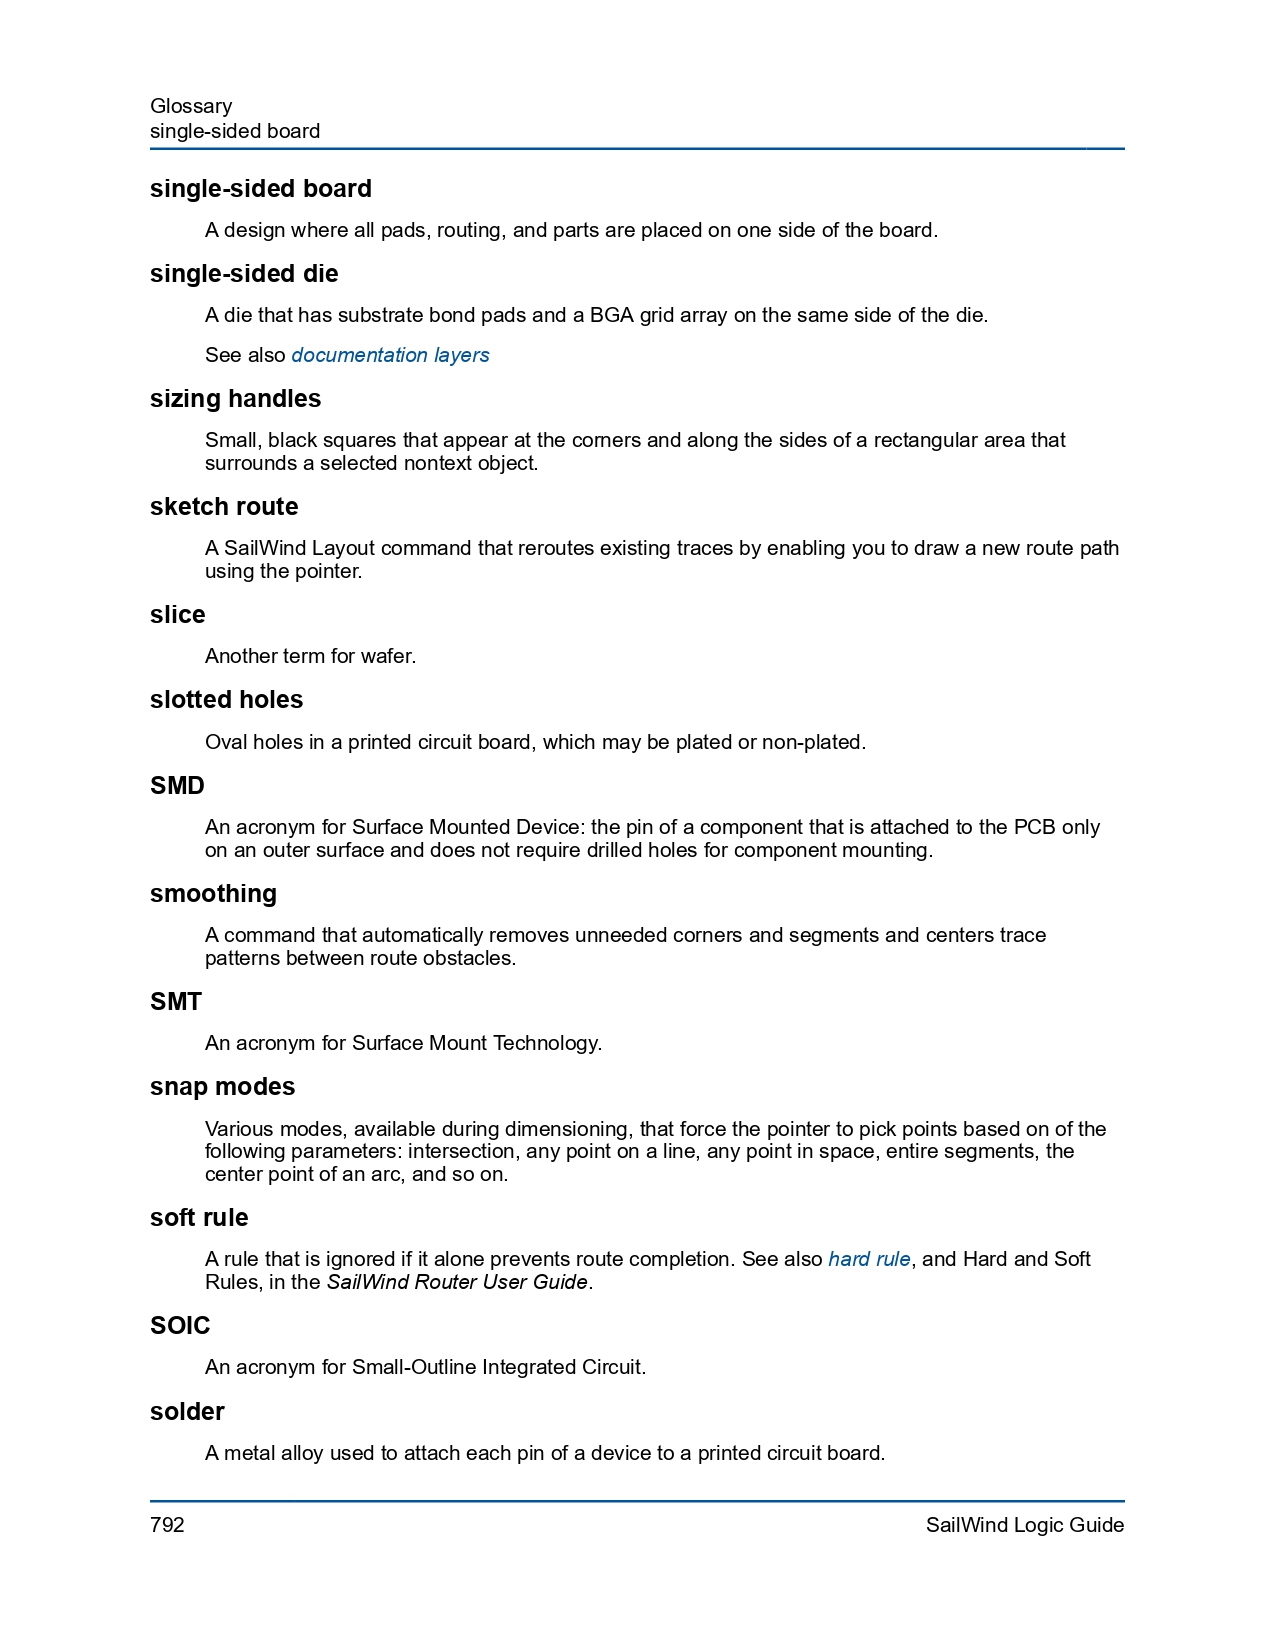 Glossary
single-sided board
single-sided board
A design where all pads, routing, and parts are placed on one side of the board.
single-sided die
A die that has substrate bond pads and a BGA grid array on the same side of the die.
See also documentation layers
sizing handles
Small, black squares that appear at the corners and along the sides of a rectangular area that
surrounds a selected nontext object.
sketch route
A SailWind Layout command that reroutes existing traces by enabling you to draw a new route path
using the pointer.
slice
Another term for wafer.
slotted holes
Oval holes in a printed circuit board, which may be plated or non-plated.
SMD
An acronym for Surface Mounted Device: the pin of a component that is attached to the PCB only
on an outer surface and does not require drilled holes for component mounting.
smoothing
A command that automatically removes unneeded corners and segments and centers trace
patterns between route obstacles.
SMT
An acronym for Surface Mount Technology.
snap modes
Various modes, available during dimensioning, that force the pointer to pick points based on of the
following parameters: intersection, any point on a line, any point in space, entire segments, the
center point of an arc, and so on.
soft rule
A rule that is ignored if it alone prevents route completion. See also hard rule, and Hard and Soft
Rules, in the SailWind Router User Guide.
SOIC
An acronym for Small-Outline Integrated Circuit.
solder
A metal alloy used to attach each pin of a device to a printed circuit board.
792
SailWind Logic Guide